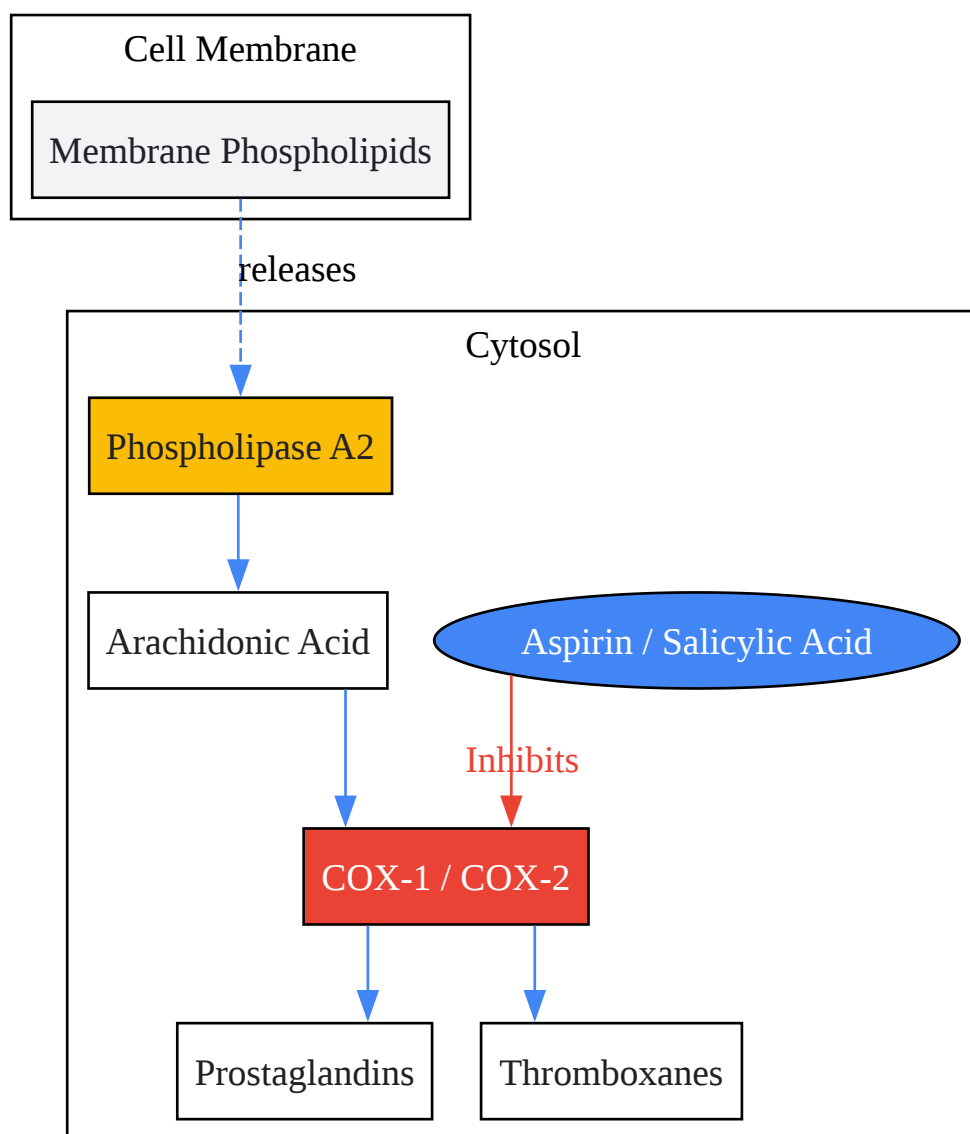 Cell Membrane
Membrane Phospholipids
releases
Cytosol
Phospholipase A2
Arachidonic Acid
Aspirin / Salicylic Acid
Inhibits
COX-1 / COX-2
Prostaglandins
Thromboxanes